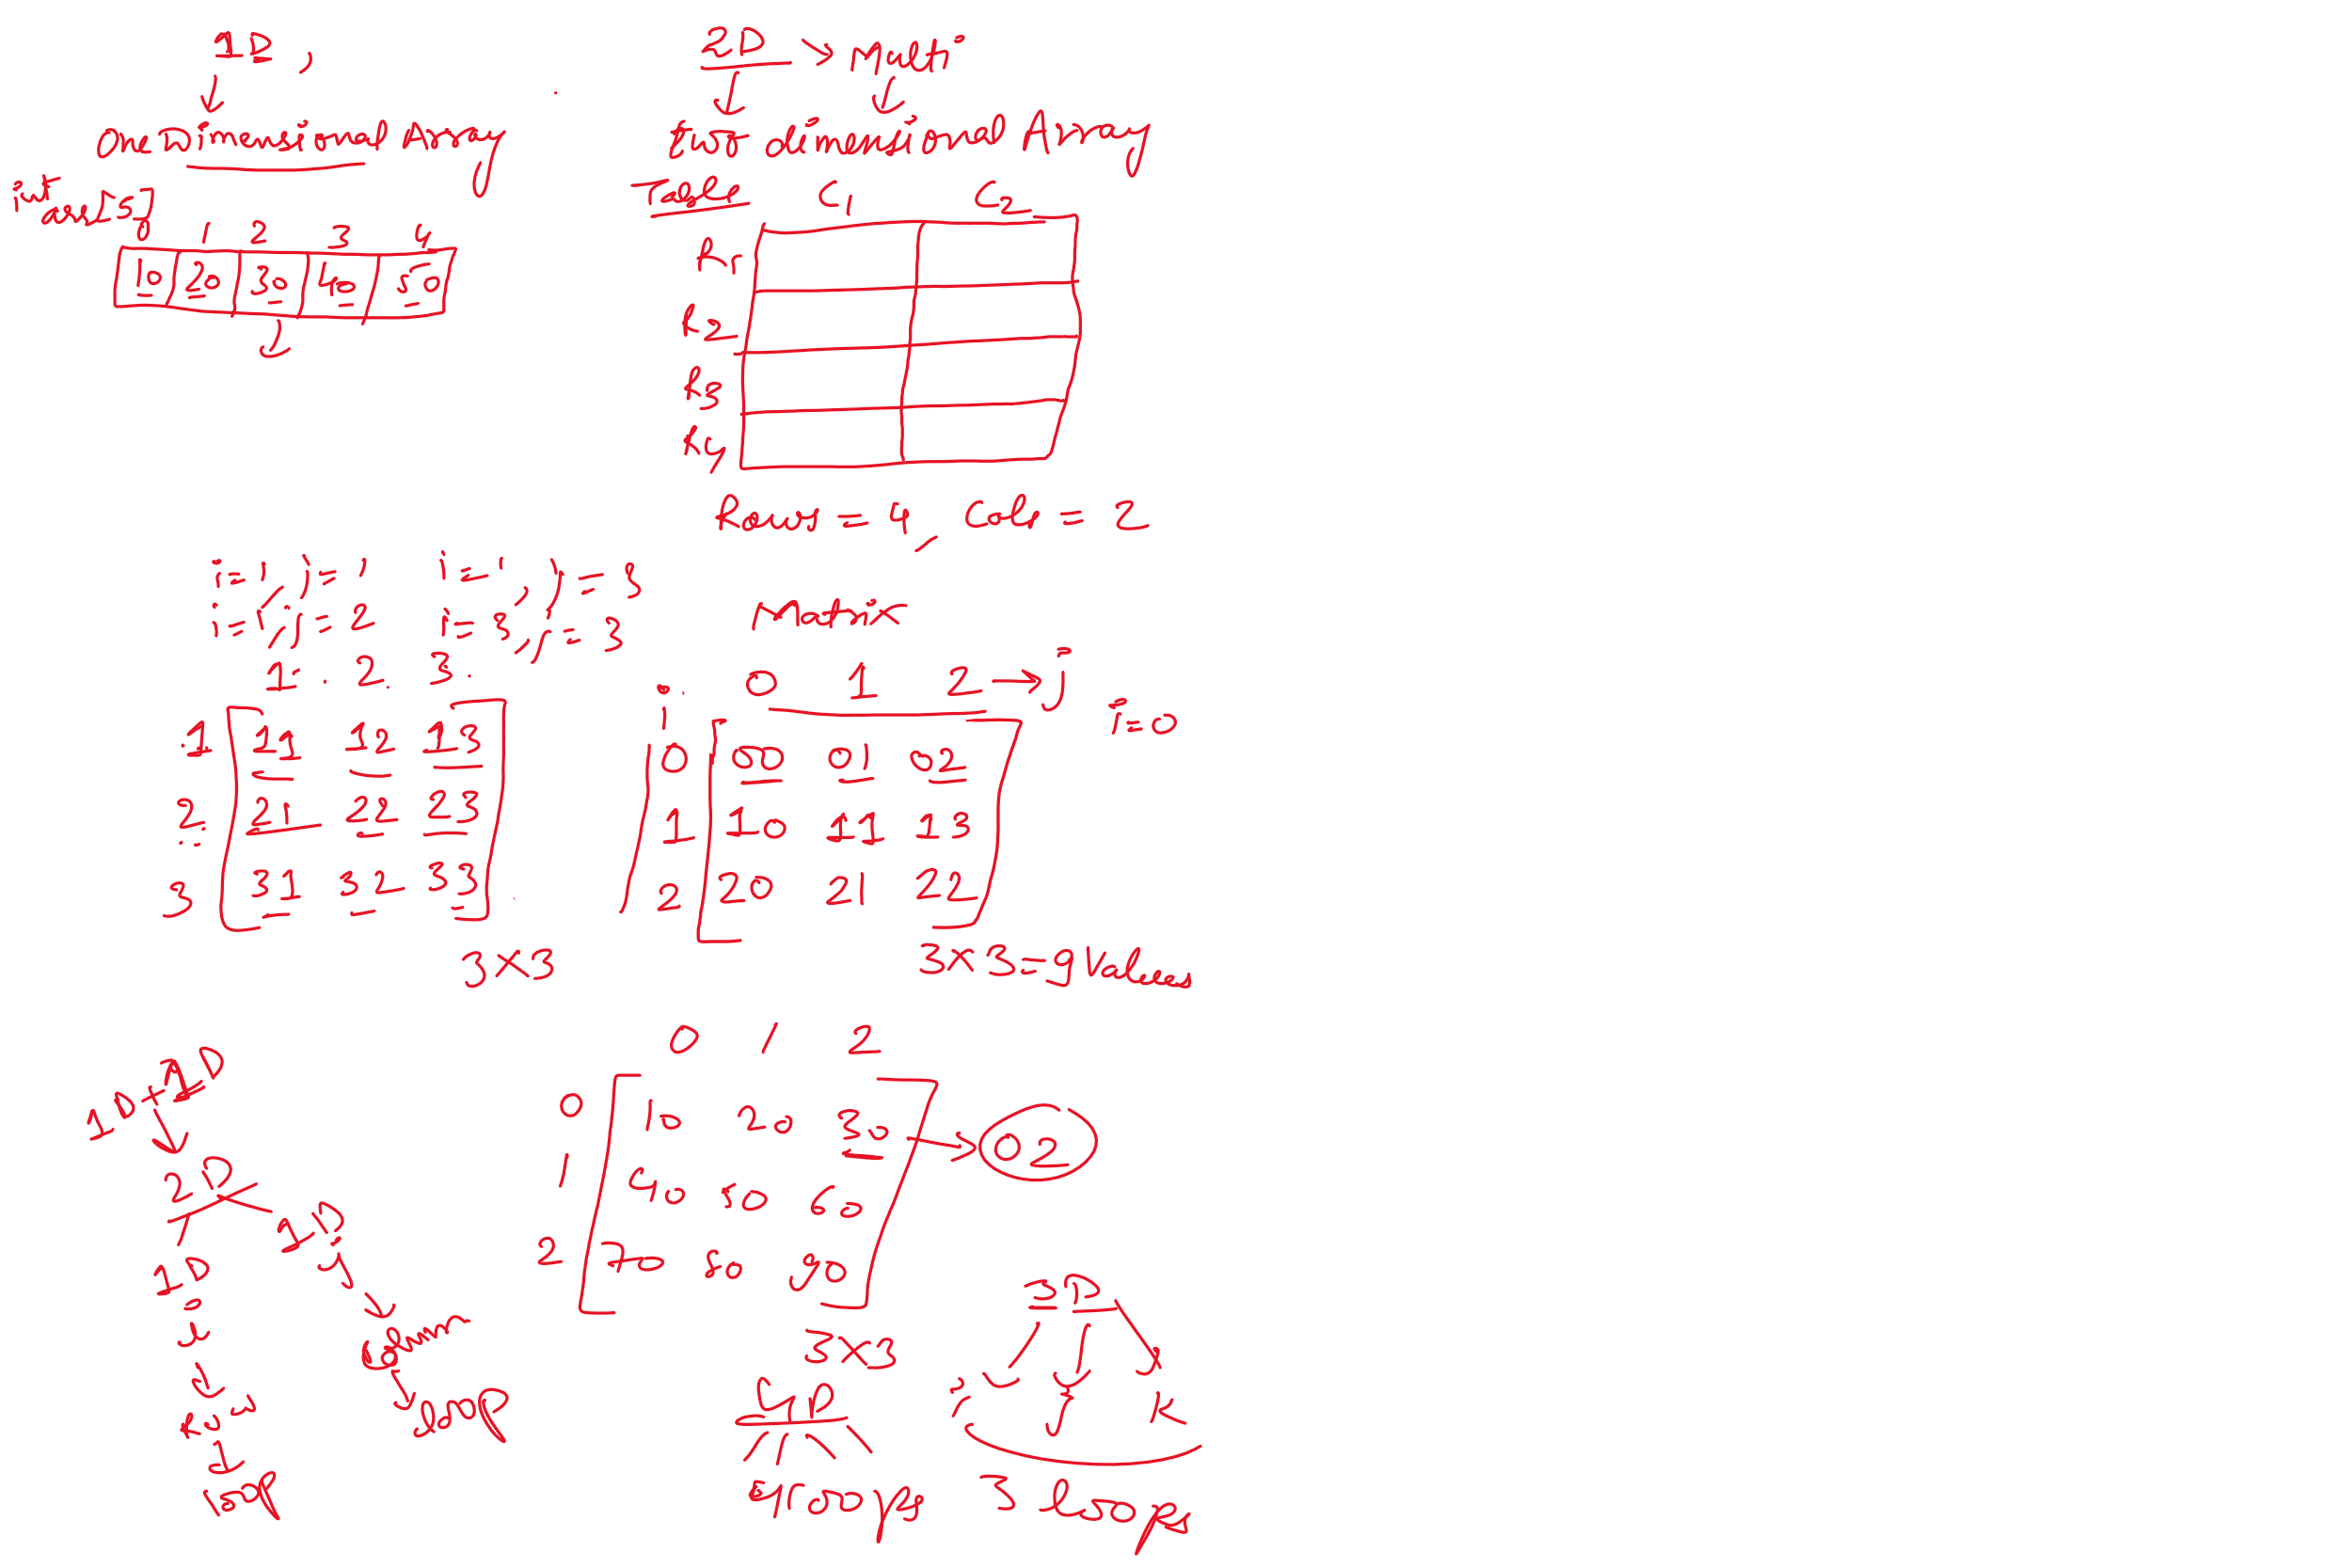 1D,
one dimensional Array
int arr[5]
0 1 2 3 4
10 20 30 40 50
2D → Multi
two dimensional Array
Table C1 C2
R1
R2
R3
R4
Rows = 4, Cols = 2
i=1, j=1 i=1, j=3
i=1, j=2 i=3, j=3
1 2 3
1 11 12 13
2 21 22 23
3 31 32 33
3×3
Matrix
i 0 1 2 → j
i=0
0 00 01 02
1 10 11 13
2 20 21 22
3×3=9 Values
1D+1D
2D
1D 1D
i j
Row Column
loop loop
0 1 2
0 10 20 30 → 02
1 40 50 60
2 70 80 90
3×3
4D
4 loops
3D
i j k
3 loops